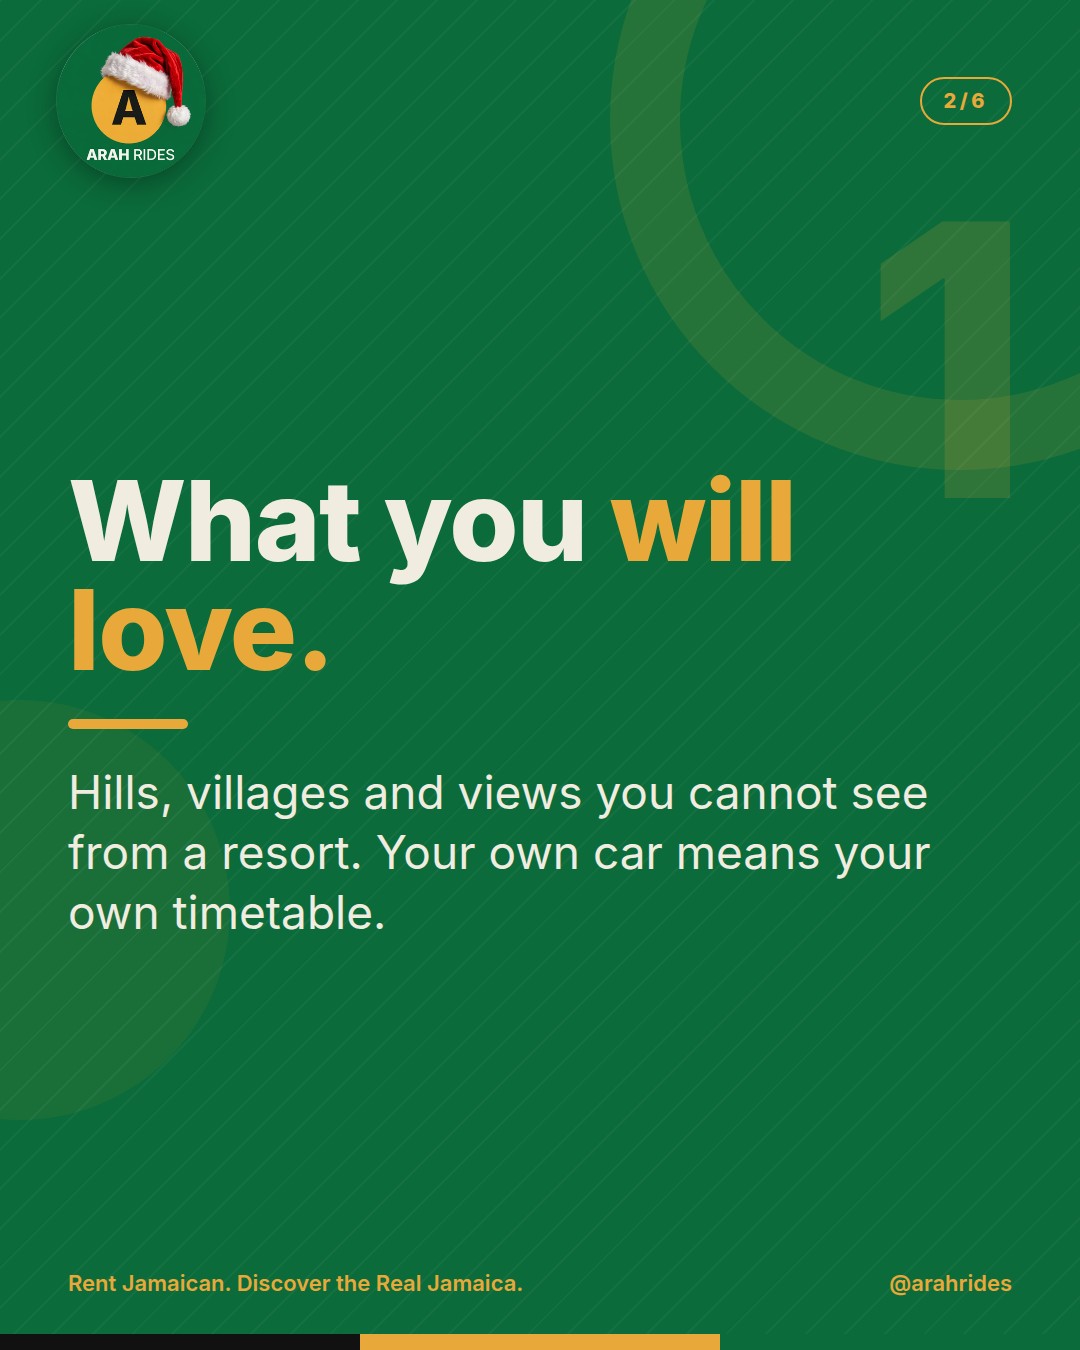 A
ARAH RIDES
2/6
1
What you will
love.
Hills, villages and views you cannot see
from a resort. Your own car means your
own timetable.
Rent Jamaican. Discover the Real Jamaica.
@arahrides